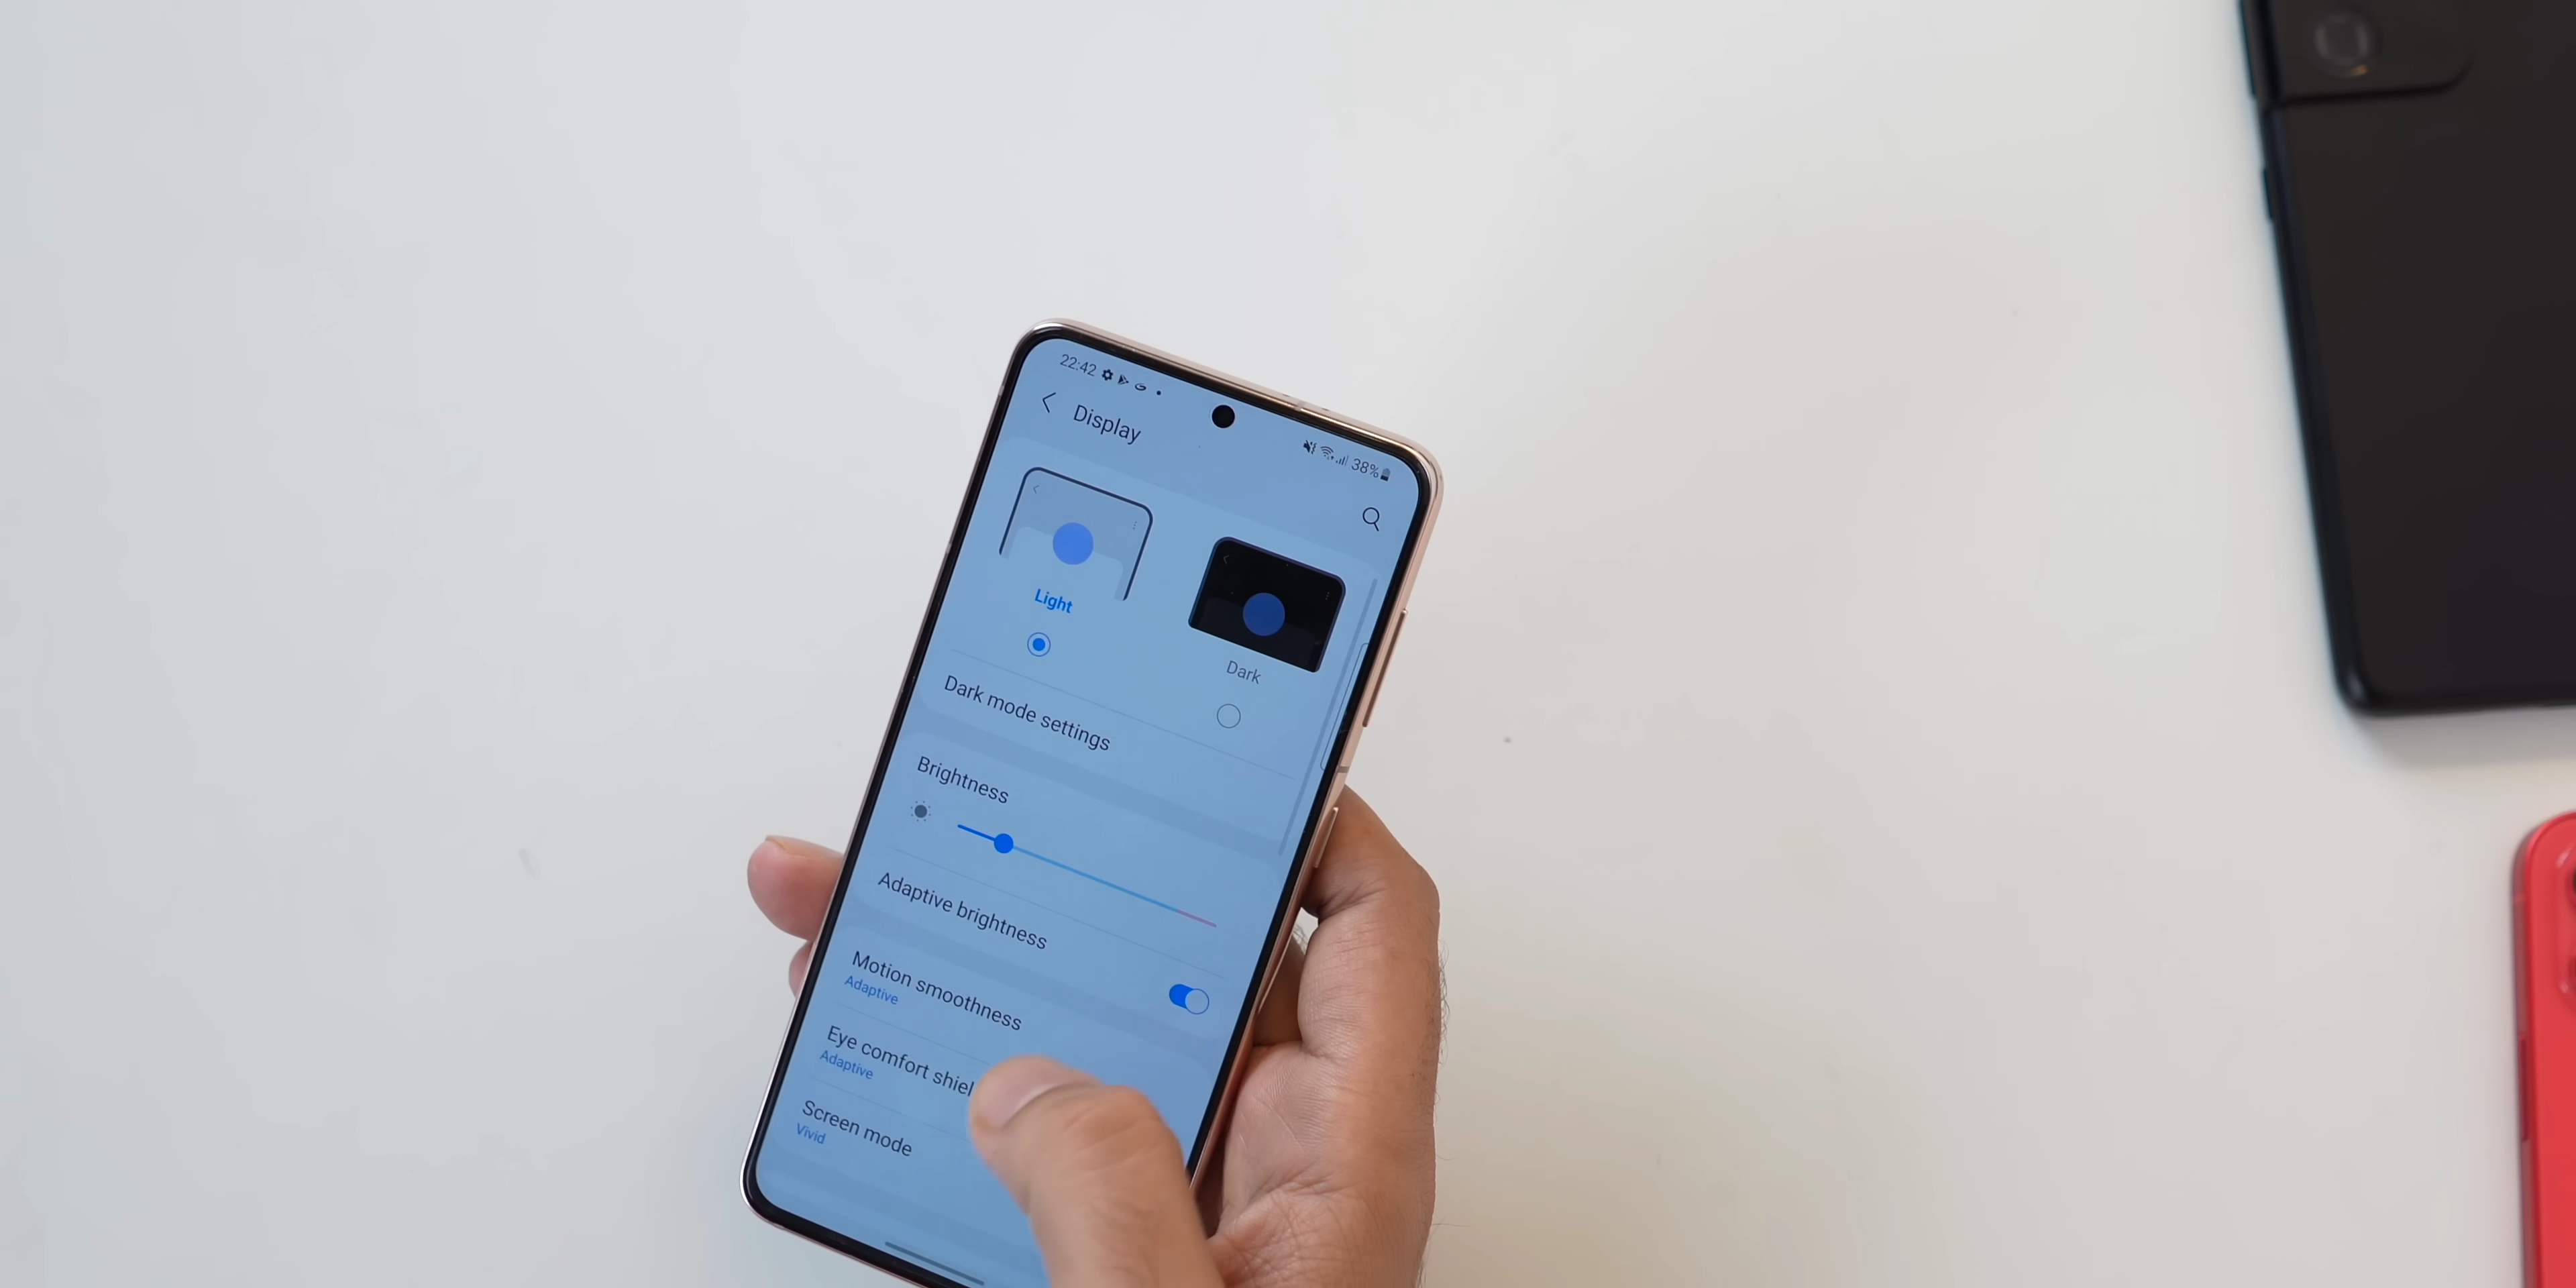 22:42
38%
Display
Light
Dark
Dark mode settings
Brightness
Adaptive brightness
Motion smoothness
Adaptive
Eye comfort shiel
Adaptive
Screen mode
Vivid